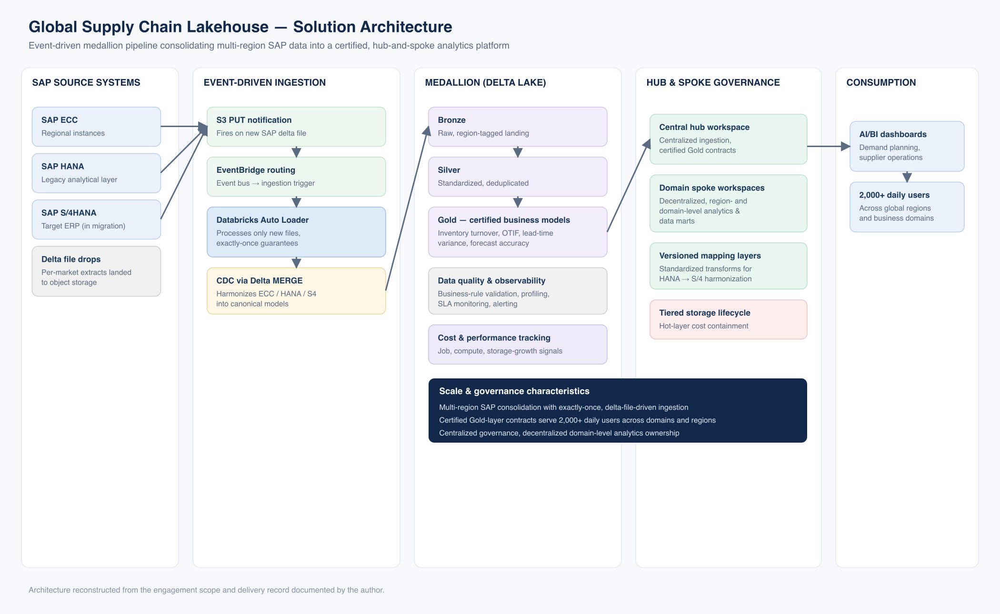 Global Supply Chain Lakehouse — Solution Architecture
Event-driven medallion pipeline consolidating multi-region SAP data into a certified, hub-and-spoke analytics platform
SAP SOURCE SYSTEMS
SAP ECC
Regional instances
SAP HANA
Legacy analytical layer
SAP S/4HANA
Target ERP (in migration)
Delta file drops
Per-market extracts landed
to object storage
EVENT-DRIVEN INGESTION
S3 PUT notification
Fires on new SAP delta file
EventBridge routing
Event bus → ingestion trigger
Databricks Auto Loader
Processes only new files,
exactly-once guarantees
CDC via Delta MERGE
Harmonizes ECC / HANA / S4
into canonical models
MEDALLION (DELTA LAKE)
Bronze
Raw, region-tagged landing
Silver
Standardized, deduplicated
Gold — certified business models
Inventory turnover, OTIF, lead-time
variance, forecast accuracy
Data quality & observability
Business-rule validation, profiling,
SLA monitoring, alerting
Cost & performance tracking
Job, compute, storage-growth signals
HUB & SPOKE GOVERNANCE
Central hub workspace
Centralized ingestion,
certified Gold contracts
Domain spoke workspaces
Decentralized, region- and
domain-level analytics &
data marts
Versioned mapping layers
Standardized transforms for
HANA → S/4 harmonization
Tiered storage lifecycle
Hot-layer cost containment
CONSUMPTION
AI/BI dashboards
Demand planning,
supplier operations
2,000+ daily users
Across global regions
and business domains
Scale & governance characteristics
Multi-region SAP consolidation with exactly-once, delta-file-driven ingestion
Certified Gold-layer contracts serve 2,000+ daily users across domains and regions
Centralized governance, decentralized domain-level analytics ownership
Architecture reconstructed from the engagement scope and delivery record documented by the author.